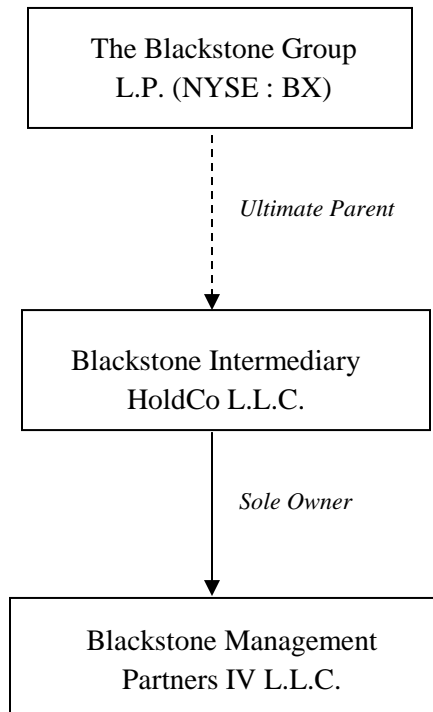 The Blackstone Group
L.P. (NYSE : BX)
Ultimate Parent
Blackstone Intermediary
HoldCo L.L.C.
Sole Owner
Blackstone Management
Partners IV L.L.C.